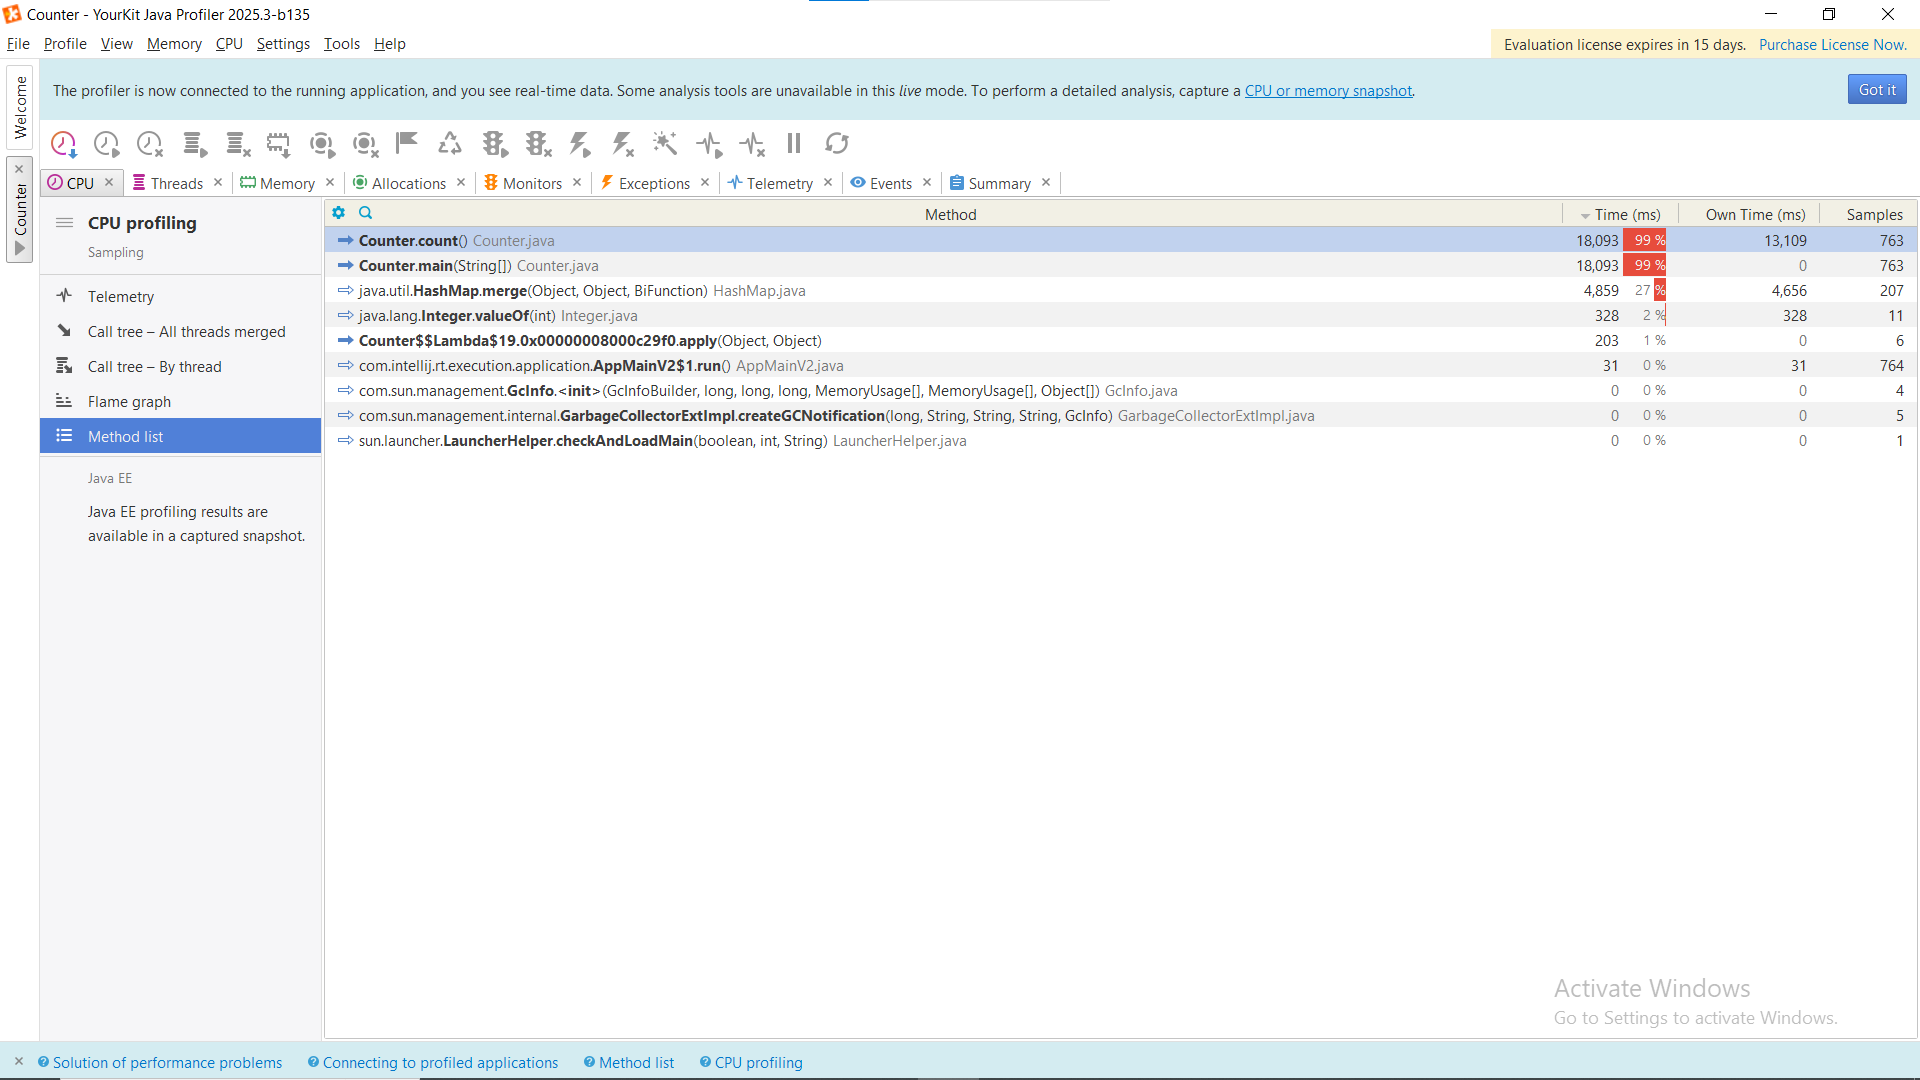 Counter - YourKit Java Profiler 2025.3-b135
File Profile View Memory CPU Settings Tools Help
Evaluation license expires in 15 days. Purchase License Now.
Welcome
Counter
The profiler is now connected to the running application, and you see real-time data. Some analysis tools are unavailable in this live mode. To perform a detailed analysis, capture a CPU or memory snapshot.
Got it
CPU Threads Memory Allocations Monitors Exceptions Telemetry Events Summary
CPU profiling
Sampling
Telemetry
Call tree – All threads merged
Call tree – By thread
Flame graph
Method list
Java EE
Java EE profiling results are
available in a captured snapshot.
Method Time (ms) Own Time (ms) Samples
Counter.count() Counter.java 18,093 99 % 13,109 763
Counter.main(String[]) Counter.java 18,093 99 % 0 763
java.util.HashMap.merge(Object, Object, BiFunction) HashMap.java 4,859 27 % 4,656 207
java.lang.Integer.valueOf(int) Integer.java 328 2 % 328 11
Counter$$Lambda$19.0x00000008000c29f0.apply(Object, Object) 203 1 % 0 6
com.intellij.rt.execution.application.AppMainV2$1.run() AppMainV2.java 31 0 % 31 764
com.sun.management.GcInfo.<init>(GcInfoBuilder, long, long, long, MemoryUsage[], MemoryUsage[], Object[]) GcInfo.java 0 0 % 0 4
com.sun.management.internal.GarbageCollectorExtImpl.createGCNotification(long, String, String, String, GcInfo) GarbageCollectorExtImpl.java 0 0 % 0 5
sun.launcher.LauncherHelper.checkAndLoadMain(boolean, int, String) LauncherHelper.java 0 0 % 0 1
Activate Windows
Go to Settings to activate Windows.
Solution of performance problems Connecting to profiled applications Method list CPU profiling